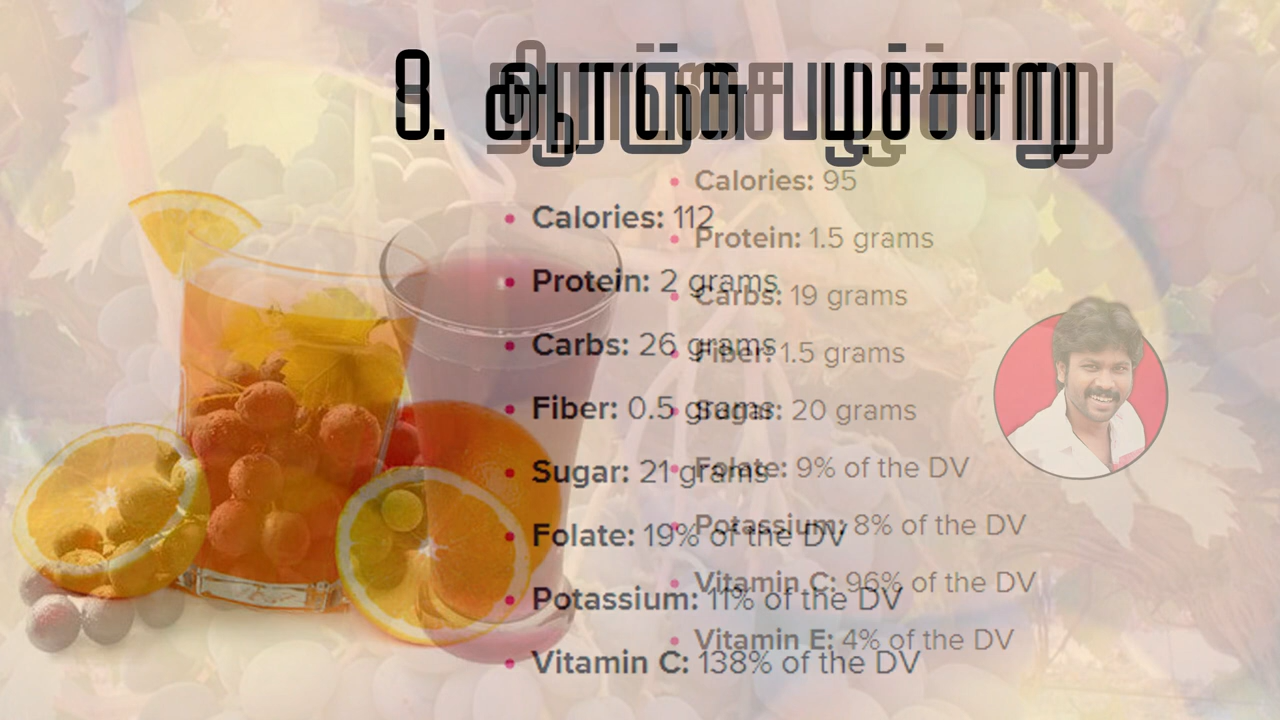 8. ஆரஞ்சு பழச்சாறு
Calories: 112
Protein: 2 grams
Carbs: 26 grams
Fiber: 0.5 grams
Sugar: 21 grams
Folate: 19% of the DV
Potassium: 11% of the DV
Vitamin C: 138% of the DV
Calories: 95
Protein: 1.5 grams
Carbs: 19 grams
Fiber: 1.5 grams
Sugar: 20 grams
Folate: 9% of the DV
Potassium: 8% of the DV
Vitamin C: 96% of the DV
Vitamin E: 4% of the DV